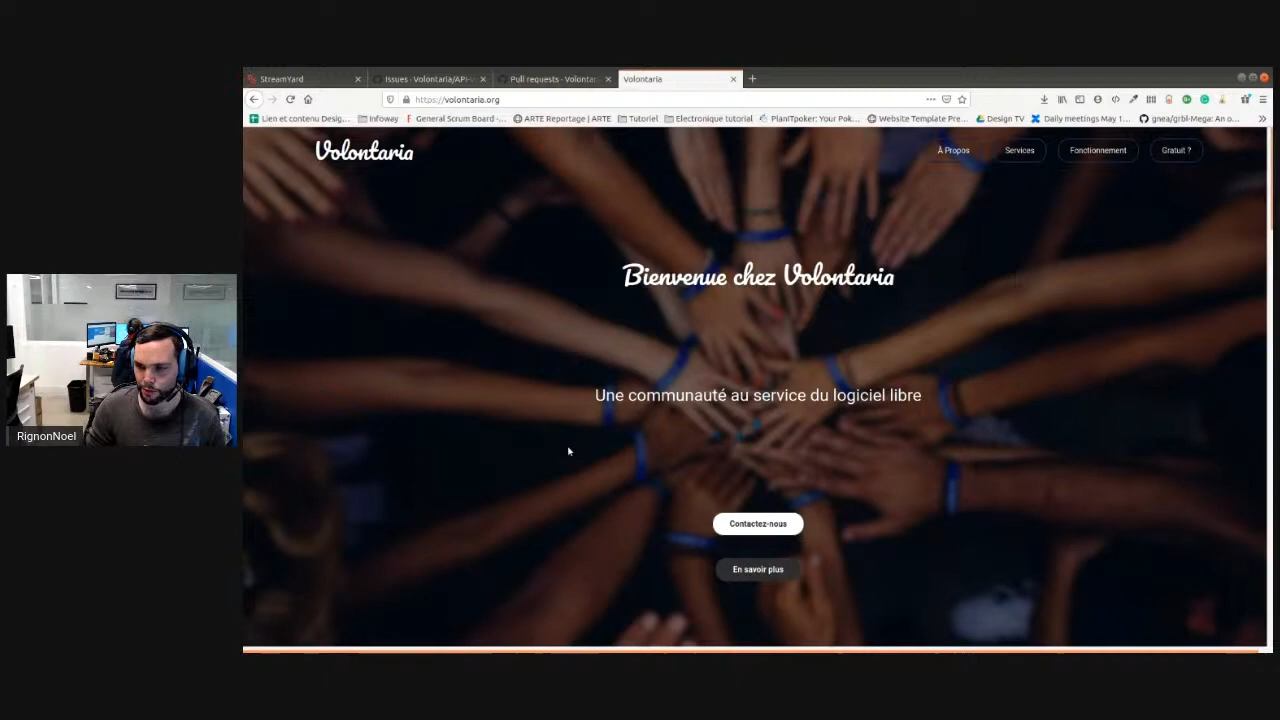 StreamYard
Issues · Volontaria/API-V
Pull requests · Volontar
Volontaria
https://volontaria.org
Lien et contenu Desig...
Infoway
General Scrum Board -...
ARTE Reportage | ARTE
Tutoriel
Electronique tutorial
PlanITpoker: Your Pok...
Website Template Pre...
Design TV
Daily meetings May 1...
gnea/grbl-Mega: An o...
Volontaria
À Propos
Services
Fonctionnement
Gratuit ?
Bienvenue chez Volontaria
Une communauté au service du logiciel libre
RignonNoel
Contactez-nous
En savoir plus